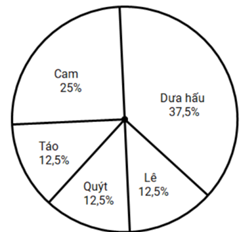 Cam
25%
Dưa hấu
37,5%
Táo
12,5%
Quýt
12,5%
Lê
12,5%